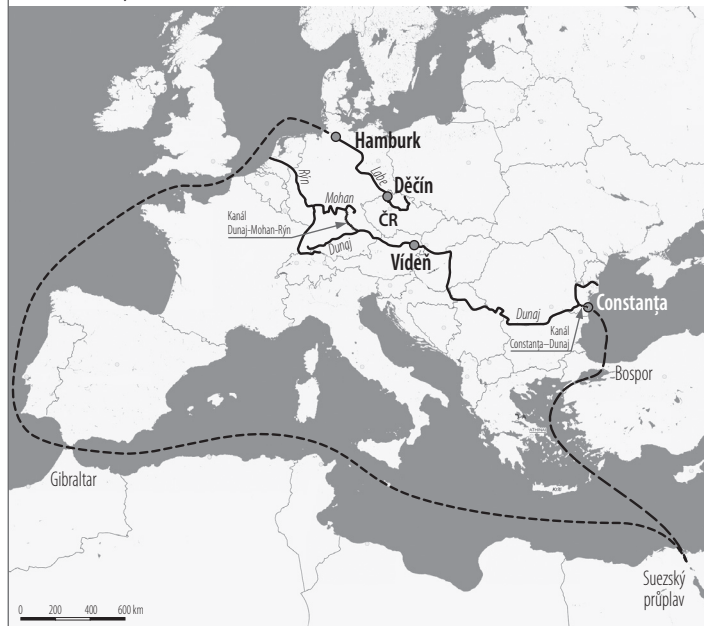 Hamburk
Rýn
Labe
Děčín
Mohan
ČR
Kanál
Dunaj–Mohan–Rýn
Dunaj
Vídeň
Constanța
Dunaj
Kanál
Constanța–Dunaj
Bospor
Gibraltar
Suezský
průplav
0 200 400 600 km